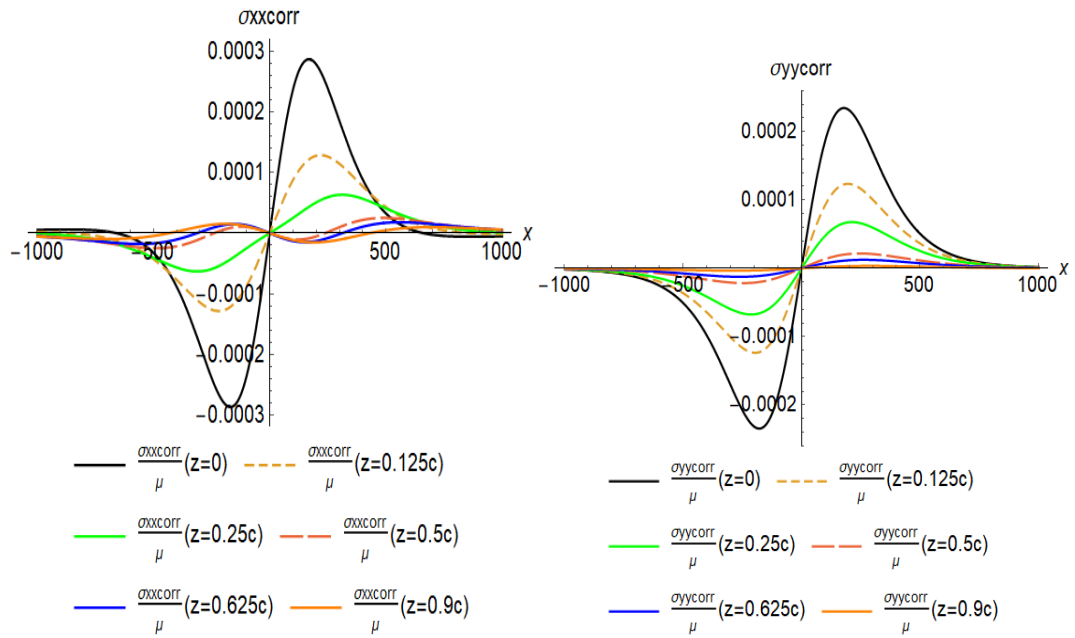 σxxcorr
0.0003
0.0002
0.0001
−1000 −500 500 1000 x
−0.0001
−0.0002
−0.0003
σxxcorr/μ (z=0) σxxcorr/μ (z=0.125c)
σxxcorr/μ (z=0.25c) σxxcorr/μ (z=0.5c)
σxxcorr/μ (z=0.625c) σxxcorr/μ (z=0.9c)
σyycorr
0.0002
0.0001
−1000 −500 500 1000 x
−0.0001
−0.0002
σyycorr/μ (z=0) σyycorr/μ (z=0.125c)
σyycorr/μ (z=0.25c) σyycorr/μ (z=0.5c)
σyycorr/μ (z=0.625c) σyycorr/μ (z=0.9c)